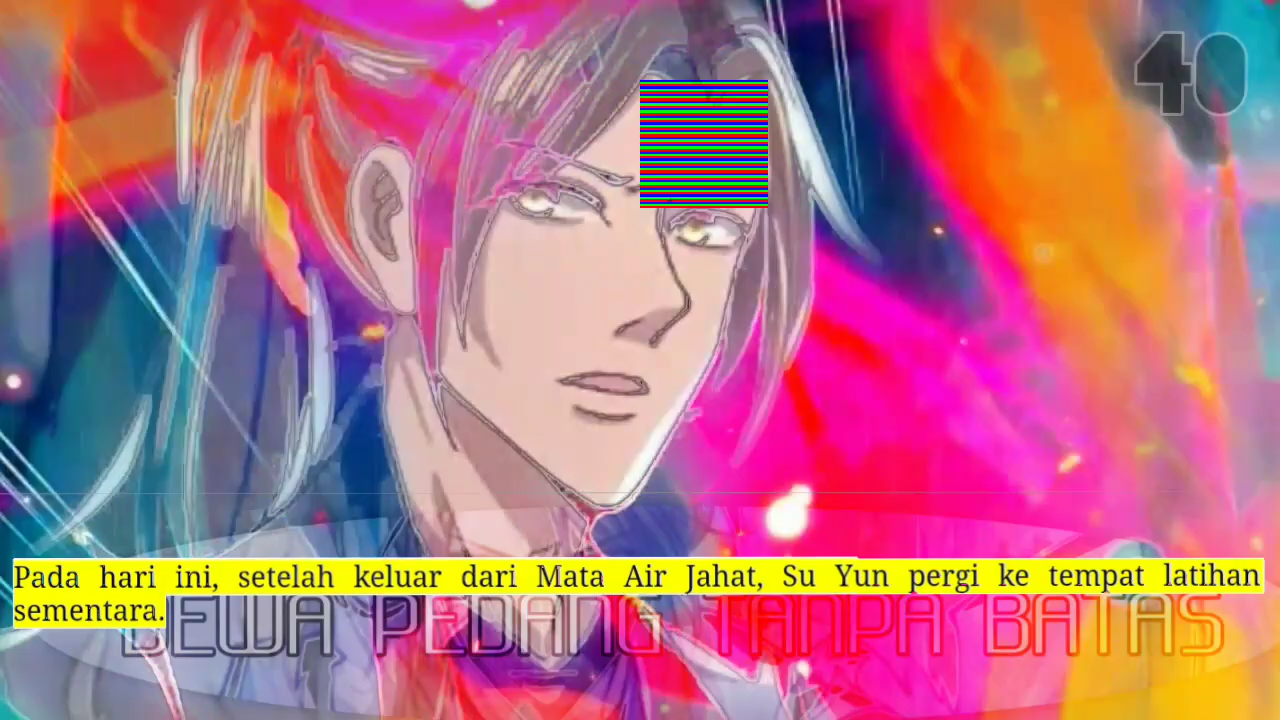 40
Pada hari ini, setelah keluar dari Mata Air Jahat, Su Yun pergi ke tempat latihan
sementara.
DEWA PEDANG TANPA BATAS